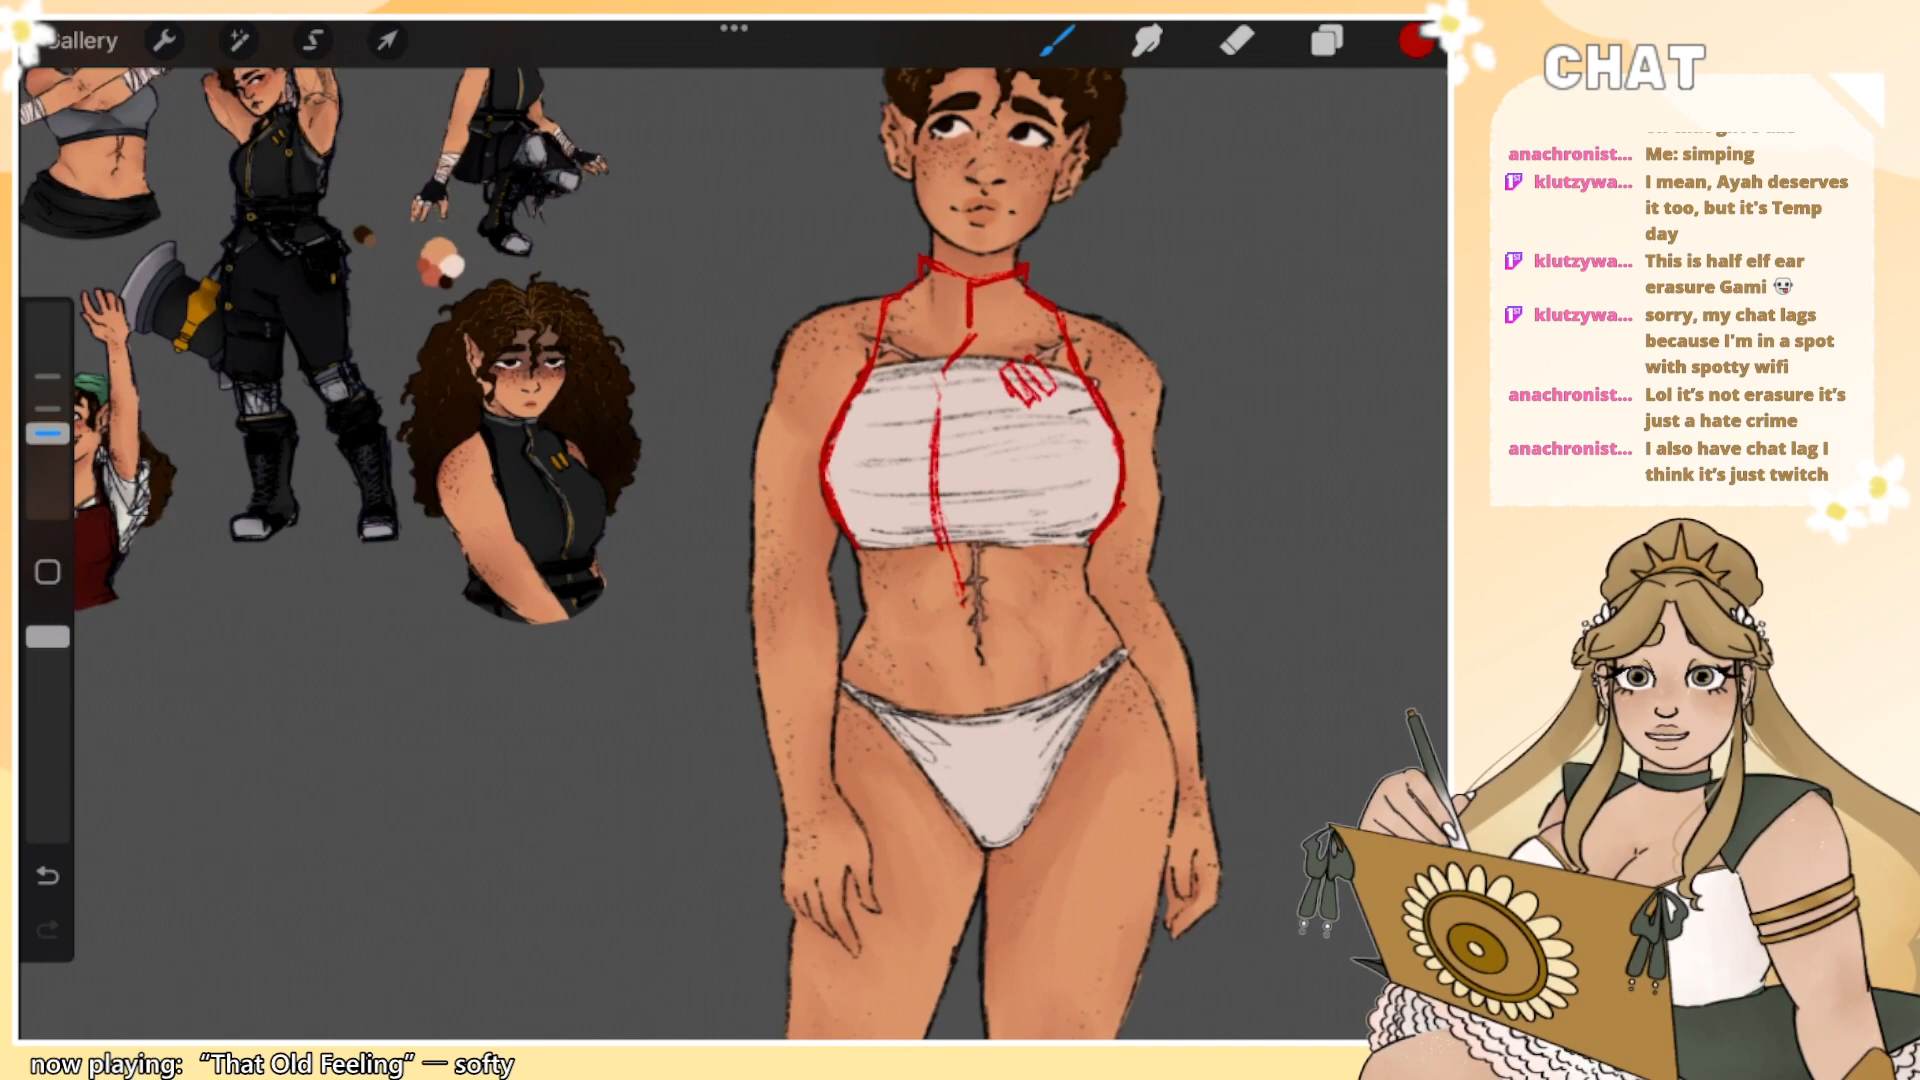 Gallery
CHAT
anachronist... Me: simping
klutzywa... I mean, Ayah deserves
it too, but it's Temp
day
klutzywa... This is half elf ear
erasure Gami
klutzywa... sorry, my chat lags
because I'm in a spot
with spotty wifi
anachronist... Lol it’s not erasure it’s
just a hate crime
anachronist... I also have chat lag I
think it’s just twitch
now playing: “That Old Feeling” — softy